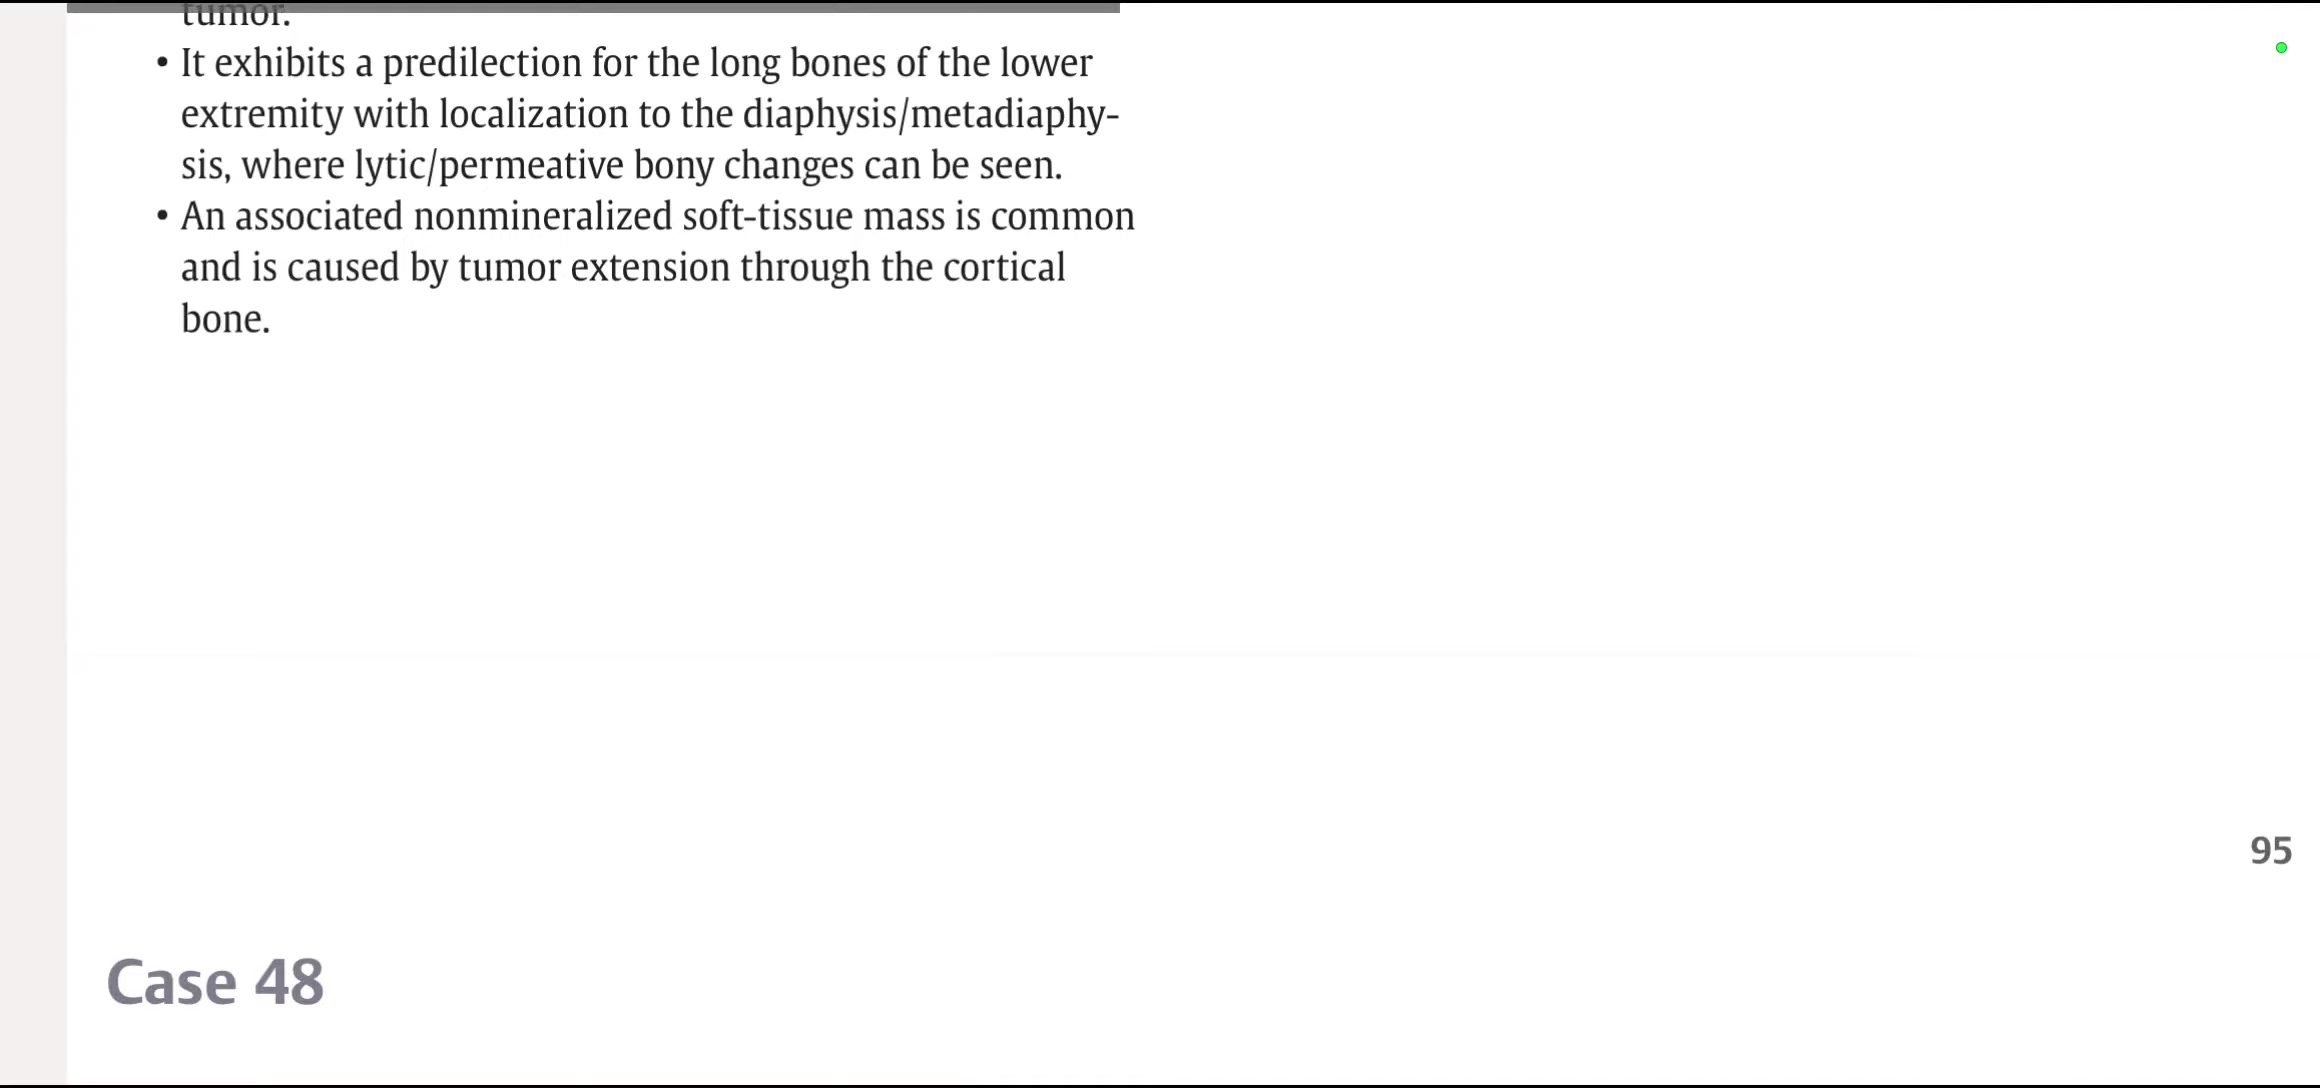 tumor.
• It exhibits a predilection for the long bones of the lower
extremity with localization to the diaphysis/metadiaphy-
sis, where lytic/permeative bony changes can be seen.
• An associated nonmineralized soft-tissue mass is common
and is caused by tumor extension through the cortical
bone.
95
Case 48